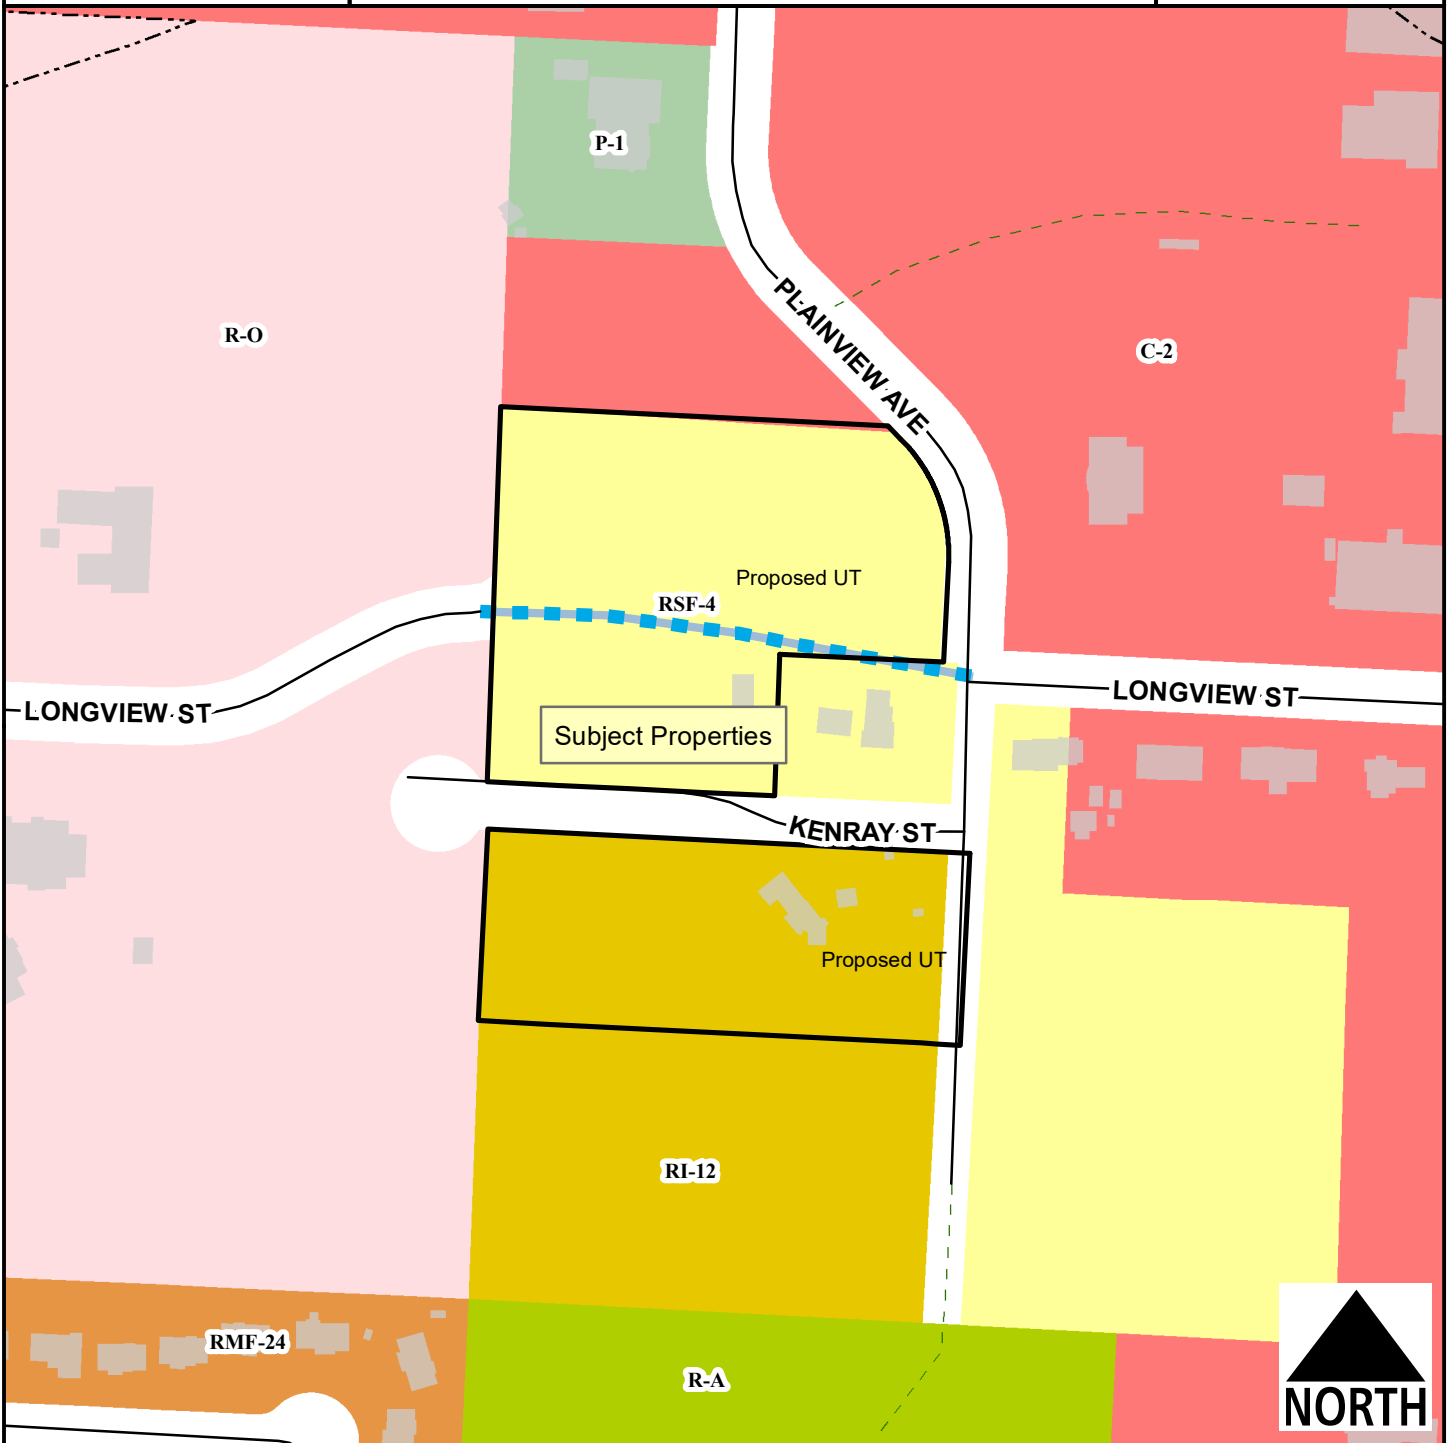 P-1
PLAINVIEW AVE
R-O
C-2
Proposed UT
RSF-4
LONGVIEW ST
LONGVIEW ST
Subject Properties
KENRAY ST
Proposed UT
RI-12
RMF-24
R-A
NORTH